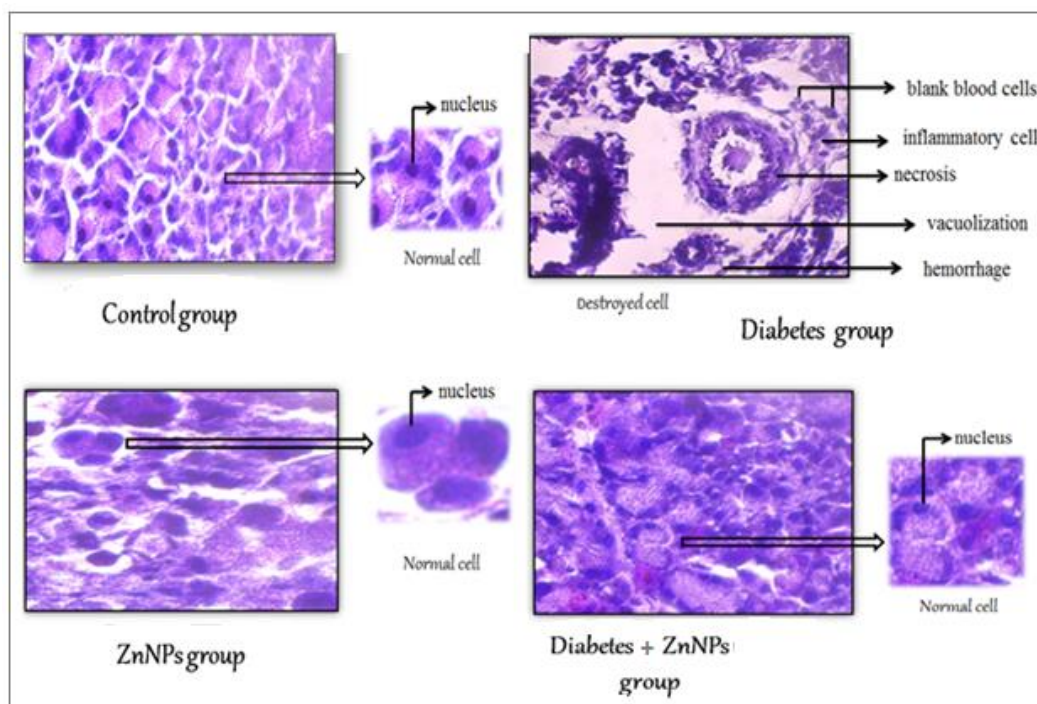 nucleus
Normal cell
Control group
blank blood cells
inflammatory cell
necrosis
vacuolization
hemorrhage
Destroyed cell
Diabetes group
nucleus
Normal cell
ZnNPs group
nucleus
Normal cell
Diabetes + ZnNPs
group